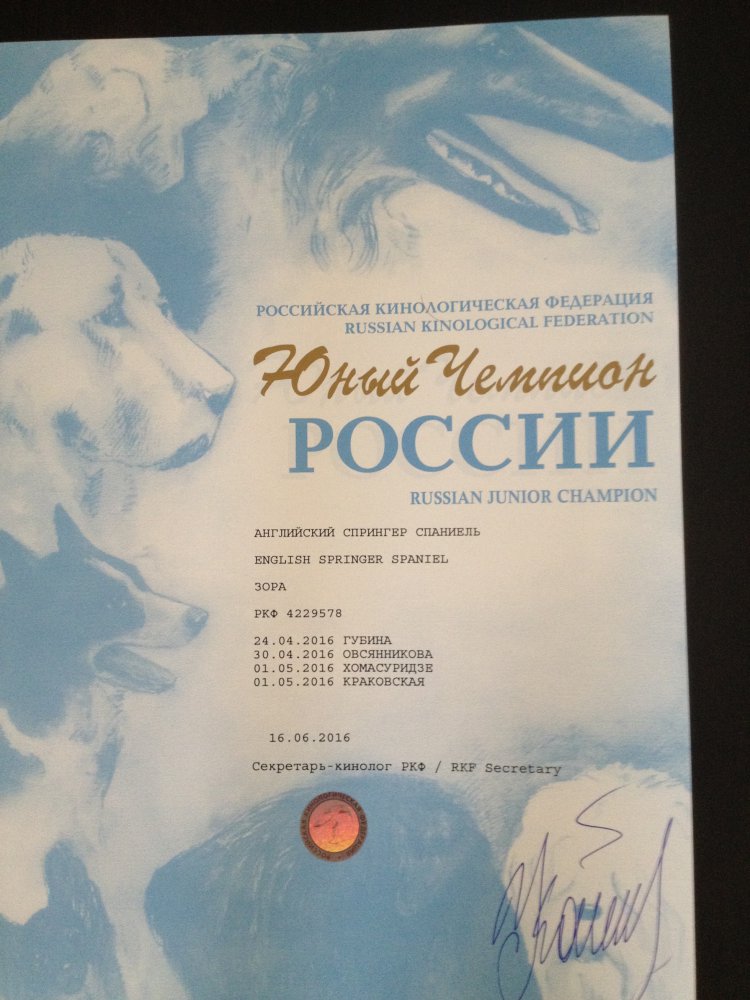 РОССИЙСКАЯ КИНОЛОГИЧЕСКАЯ ФЕДЕРАЦИЯ
RUSSIAN KINOLOGICAL FEDERATION
Юный Чемпион
РОССИИ
RUSSIAN JUNIOR CHAMPION
АНГЛИЙСКИЙ СПРИНГЕР СПАНИЕЛЬ
ENGLISH SPRINGER SPANIEL
ЗОРА
РКФ 4229578
24.04.2016 ГУБИНА
30.04.2016 ОВСЯННИКОВА
01.05.2016 ХОМАСУРИДЗЕ
01.05.2016 КРАКОВСКАЯ
16.06.2016
Секретарь-кинолог РКФ / RKF Secretary